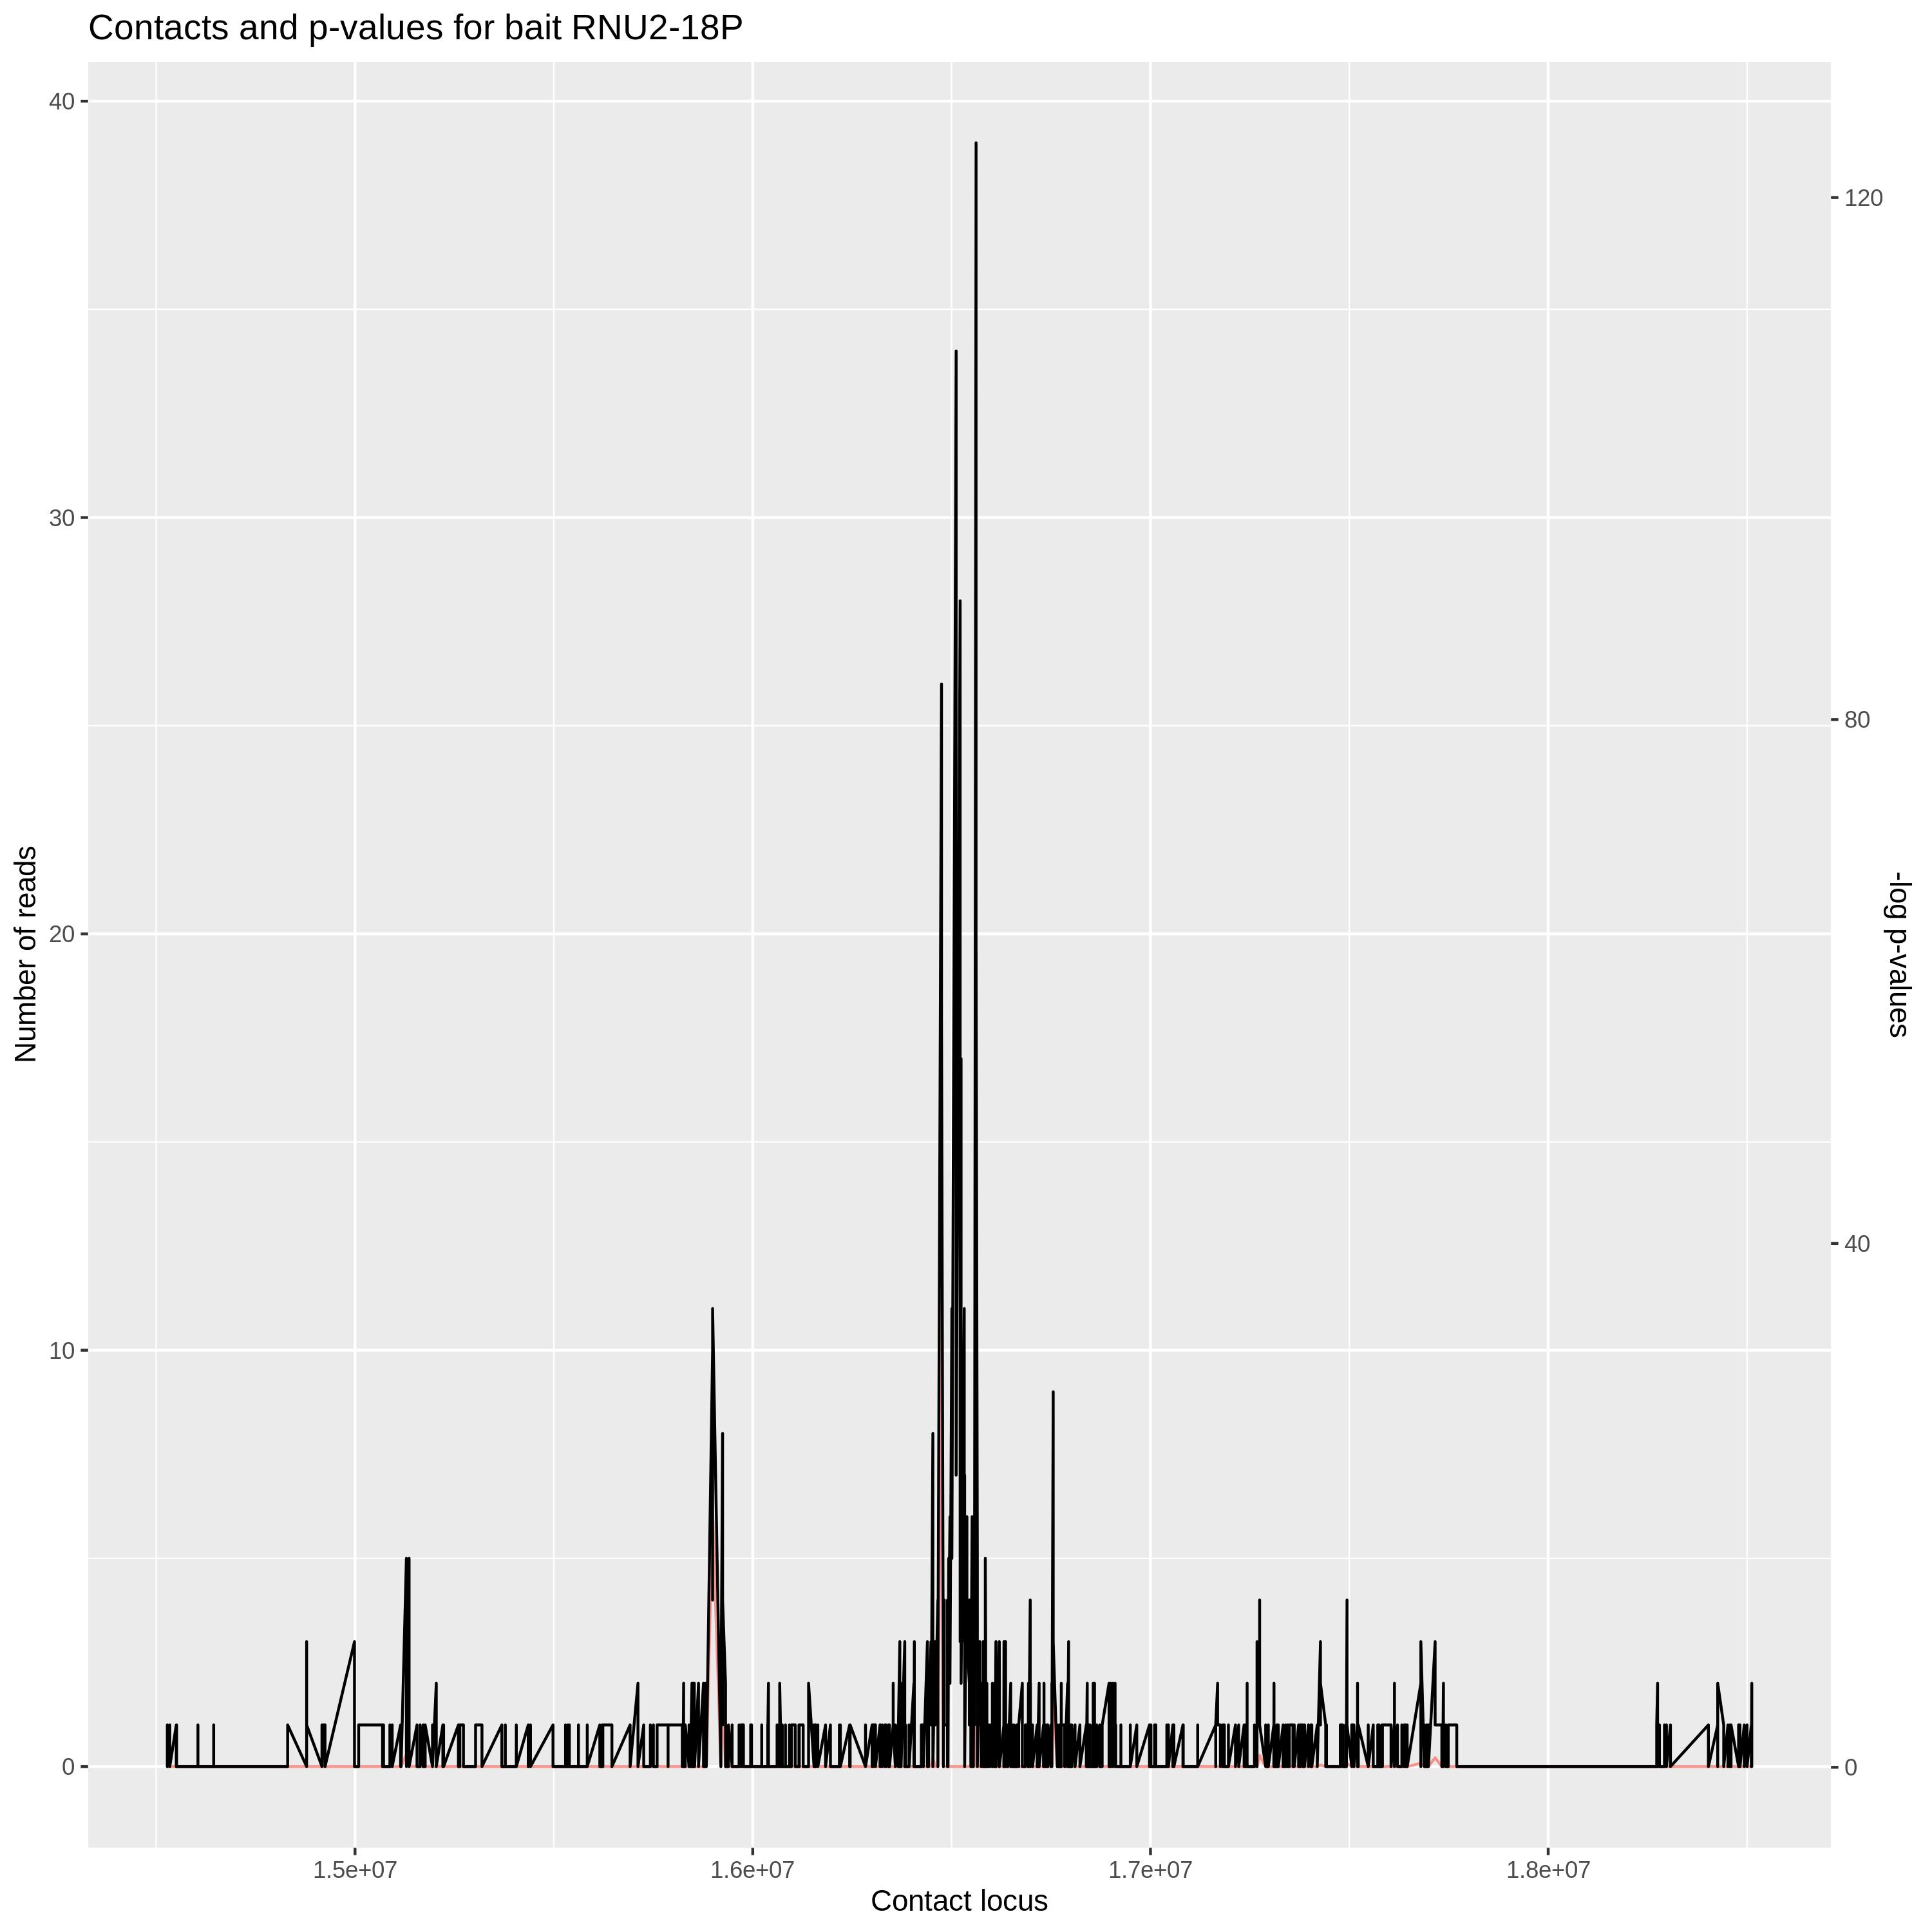 Contacts and p-values for bait RNU2-18P
40
30
20
10
0
Number of reads
120
80
40
0
-log p-values
1.5e+07
1.6e+07
1.7e+07
1.8e+07
Contact locus